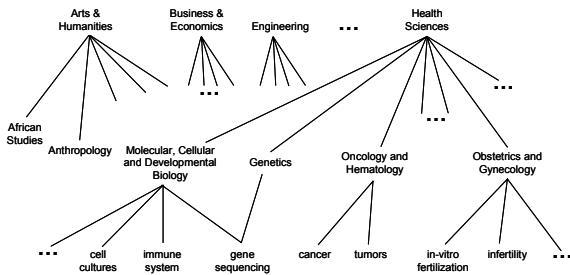 Arts &
Humanities
Business &
Economics
Engineering
...
Health
Sciences
...
...
...
African
Studies
Anthropology
Molecular, Cellular
and Developmental
Biology
Genetics
Oncology and
Hematology
Obstetrics and
Gynecology
...
cell
cultures
immune
system
gene
sequencing
cancer
tumors
in-vitro
fertilization
infertility
...